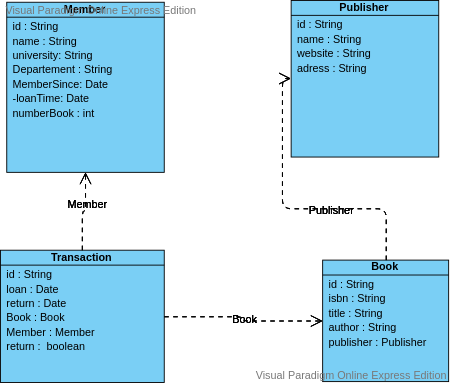 Visual Paradigm Online Express Edition
Member
id : String
name : String
university: String
Departement : String
MemberSince: Date
-loanTime: Date
numberBook : int
Publisher
id : String
name : String
website : String
adress : String
Member
Publisher
Transaction
id : String
loan : Date
return : Date
Book : Book
Member : Member
return :  boolean
Book
Book
id : String
isbn : String
title : String
author : String
publisher : Publisher
Visual Paradigm Online Express Edition